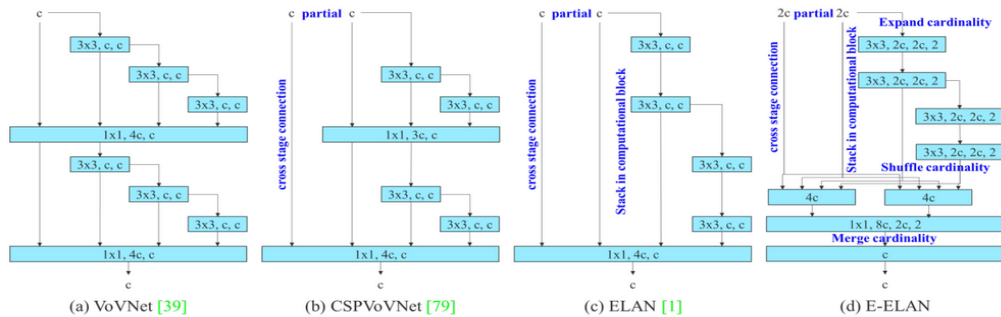 c
3x3, c, c
3x3, c, c
3x3, c, c
1x1, 4c, c
3x3, c, c
3x3, c, c
3x3, c, c
1x1, 4c, c
c
(a) VoVNet [39]
c partial c
cross stage connection
3x3, c, c
3x3, c, c
1x1, 3c, c
3x3, c, c
3x3, c, c
1x1, 4c, c
c
(b) CSPVoVNet [79]
c partial c
cross stage connection
Stack in computational block
3x3, c, c
3x3, c, c
3x3, c, c
3x3, c, c
1x1, 4c, c
c
(c) ELAN [1]
2c partial 2c
Expand cardinality
cross stage connection
Stack in computational block
3x3, 2c, 2c, 2
3x3, 2c, 2c, 2
3x3, 2c, 2c, 2
3x3, 2c, 2c, 2
Shuffle cardinality
4c 4c
1x1, 8c, 2c, 2
Merge cardinality
c
c
(d) E-ELAN